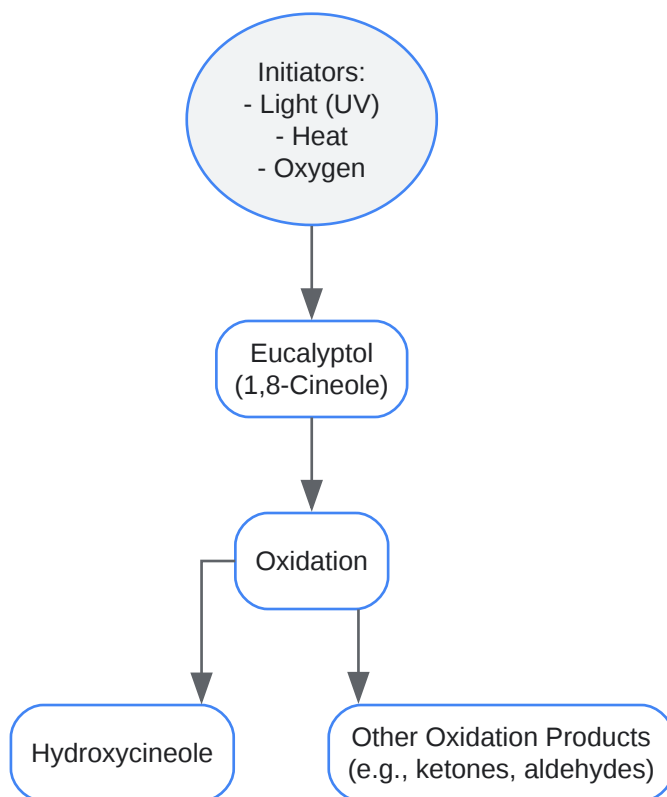 Initiators:
- Light (UV)
- Heat
- Oxygen
Eucalyptol
(1,8-Cineole)
Oxidation
Hydroxycineole
Other Oxidation Products
(e.g., ketones, aldehydes)